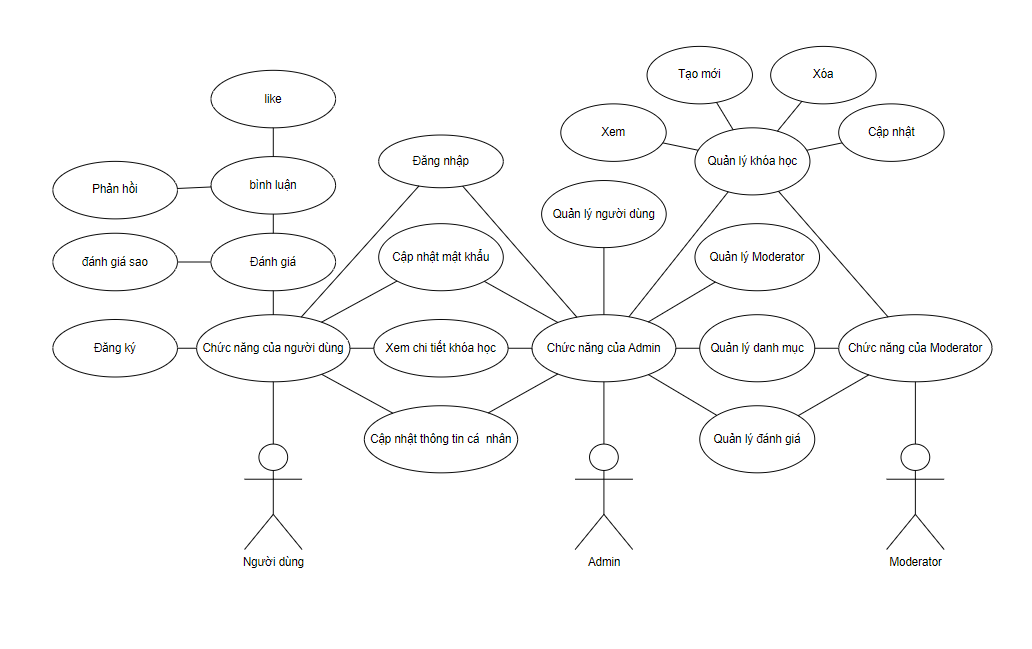 Tạo mới
Xóa
like
Xem
Cập nhật
Đăng nhập
Quản lý khóa học
Phản hồi
bình luận
Quản lý người dùng
đánh giá sao
Đánh giá
Cập nhật mật khẩu
Quản lý Moderator
Đăng ký
Chức năng của người dùng
Xem chi tiết khóa học
Chức năng của Admin
Quản lý danh mục
Chức năng của Moderator
Cập nhật thông tin cá  nhân
Quản lý đánh giá
Người dùng
Admin
Moderator